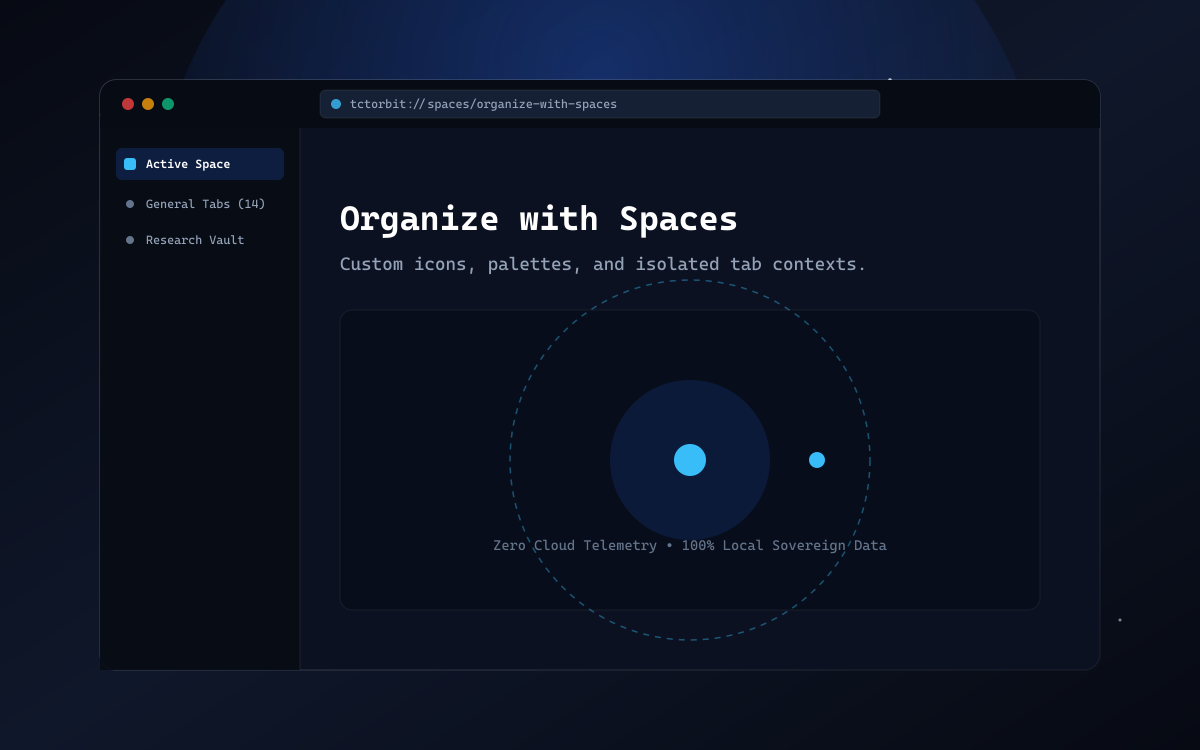 tctorbit://spaces/organize-with-spaces
Active Space
General Tabs (14)
Research Vault
Organize with Spaces
Custom icons, palettes, and isolated tab contexts.
Zero Cloud Telemetry • 100% Local Sovereign Data